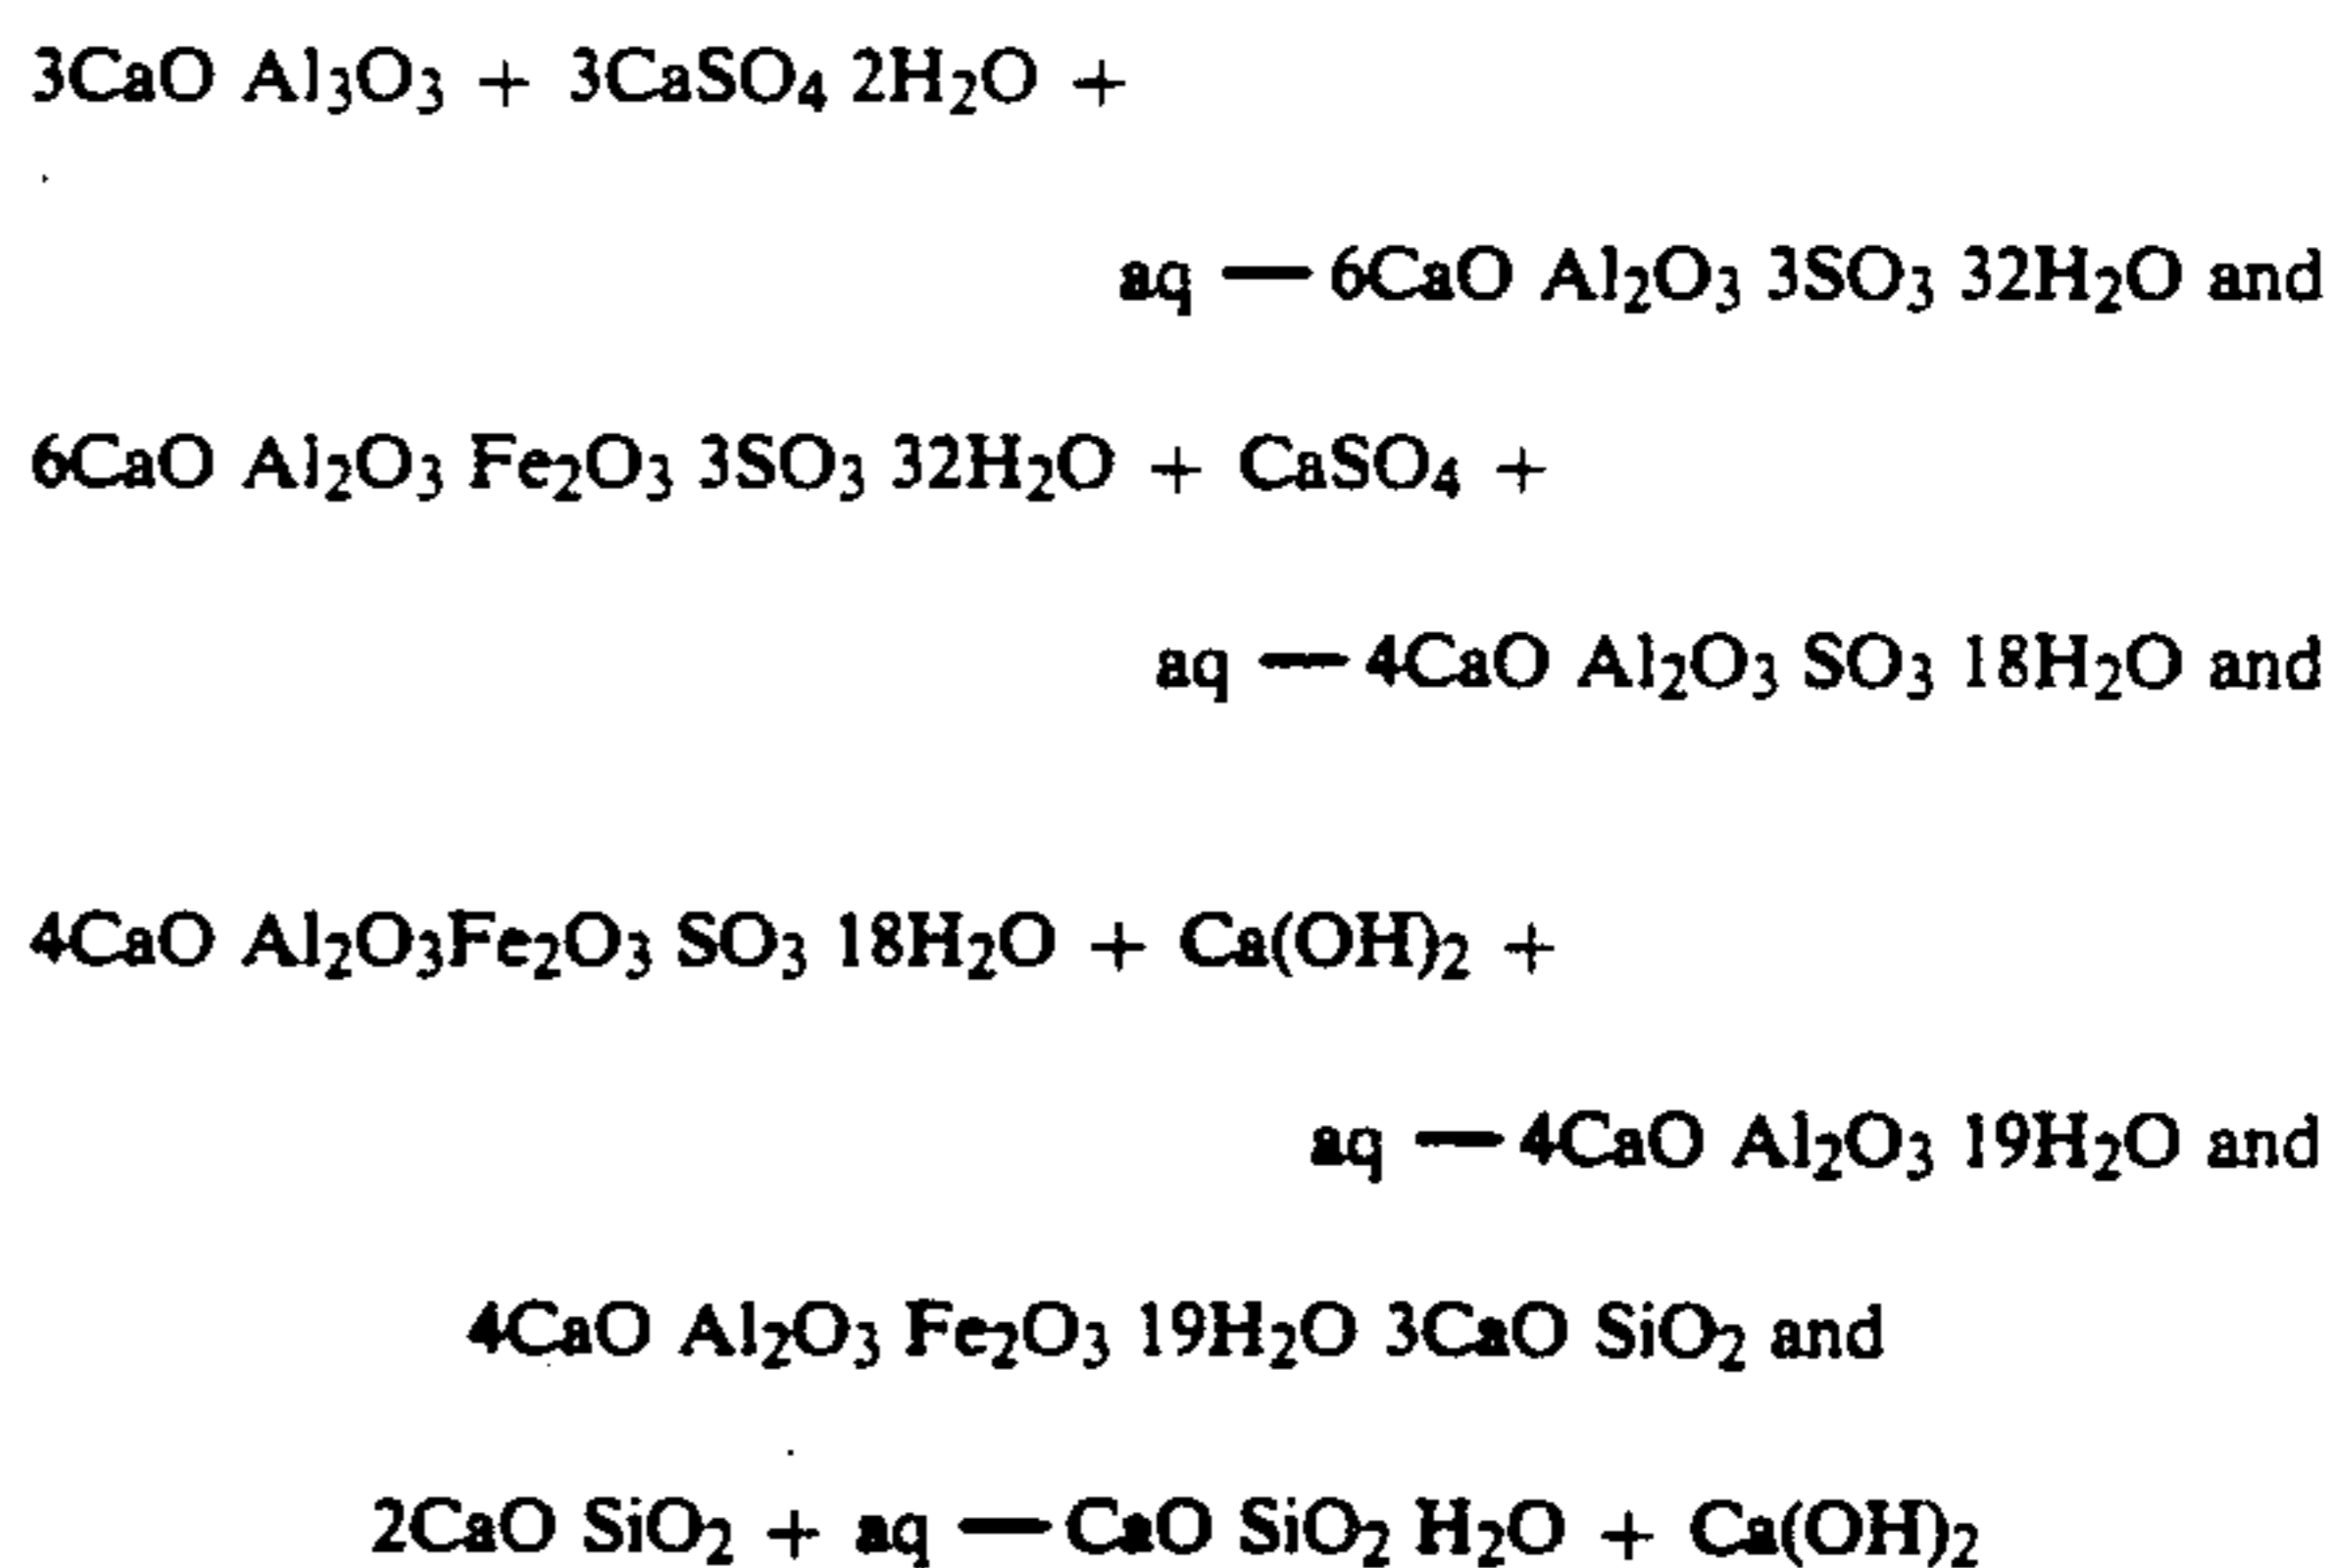 3CaO Al₃O₃ + 3CaSO₄ 2H₂O +
aq — 6CaO Al₂O₃ 3SO₃ 32H₂O and
6CaO Al₂O₃ Fe₂O₃ 3SO₃ 32H₂O + CaSO₄ +
aq — 4CaO Al₂O₃ SO₃ 18H₂O and
4CaO Al₂O₃Fe₂O₃ SO₃ 18H₂O + Ca(OH)₂ +
aq — 4CaO Al₂O₃ 19H₂O and
4CaO Al₂O₃ Fe₂O₃ 19H₂O 3CaO SiO₂ and
2CaO SiO₂ + aq — CaO SiO₂ H₂O + Ca(OH)₂